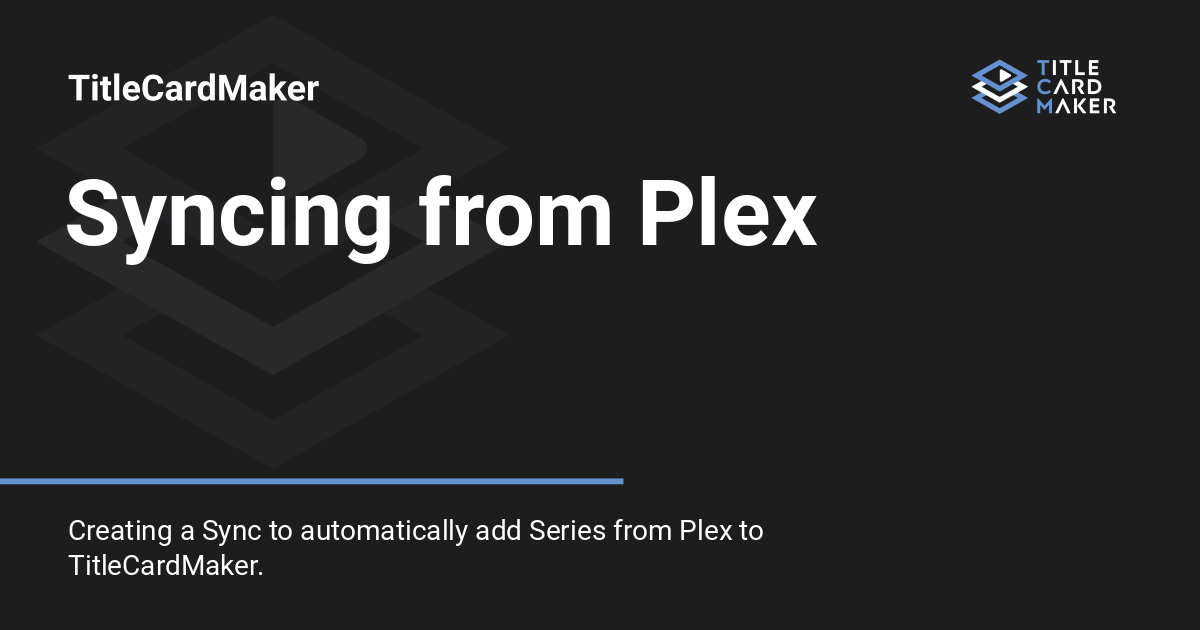 TitleCardMaker
TITLE
CARD
MAKER
Syncing from Plex
Creating a Sync to automatically add Series from Plex to
TitleCardMaker.